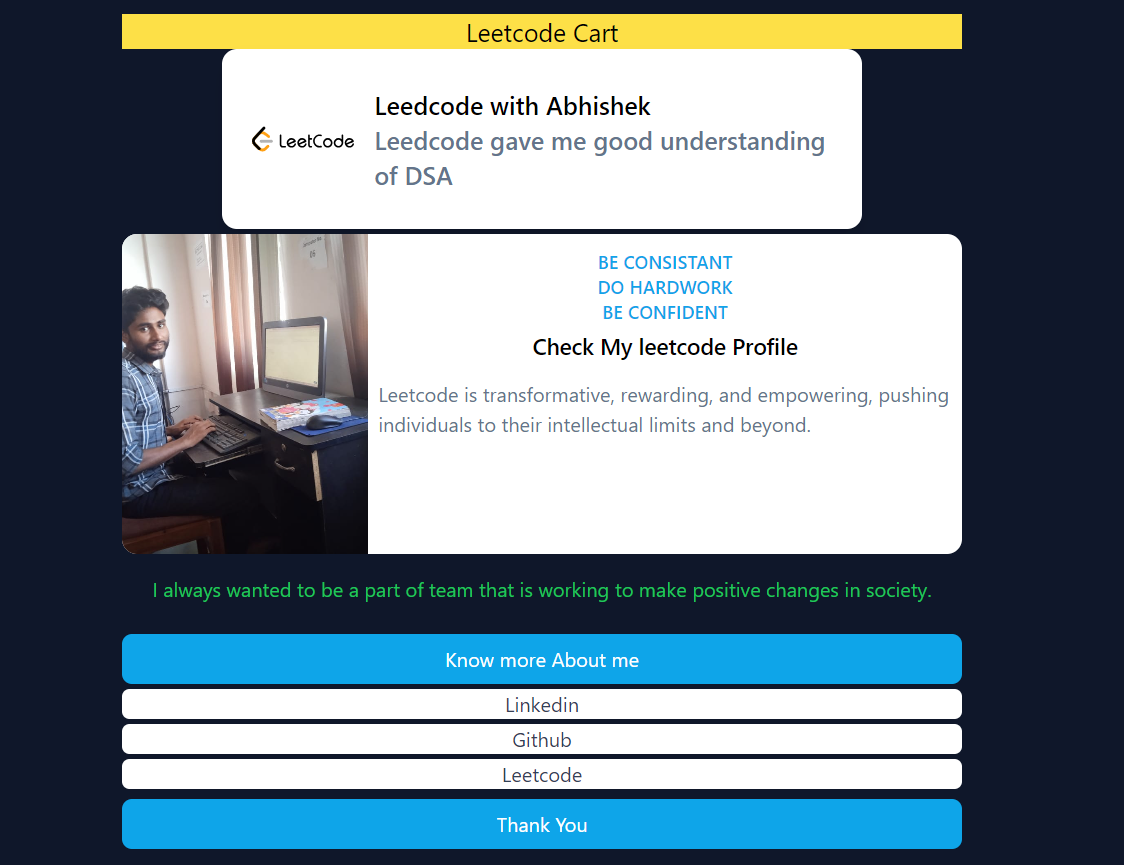 Leetcode Cart
LeetCode
Leedcode with Abhishek
Leedcode gave me good understanding
of DSA
BE CONSISTANT
DO HARDWORK
BE CONFIDENT
Check My leetcode Profile
Leetcode is transformative, rewarding, and empowering, pushing
individuals to their intellectual limits and beyond.
I always wanted to be a part of team that is working to make positive changes in society.
Know more About me
Linkedin
Github
Leetcode
Thank You